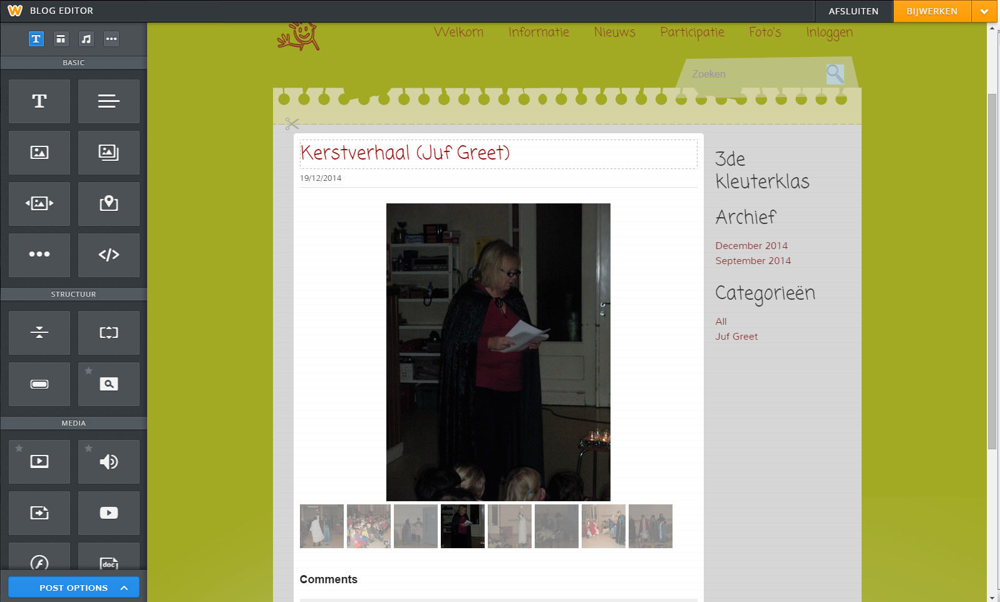 BLOG EDITOR
AFSLUITEN
BIJWERKEN
BASIC
STRUCTUUR
MEDIA
doc
POST OPTIONS
Welkom Informatie Nieuws Participatie Foto's Inloggen
Zoeken
Kerstverhaal (Juf Greet)
19/12/2014
Comments
3de
kleuterklas
Archief
December 2014
September 2014
Categorieën
All
Juf Greet